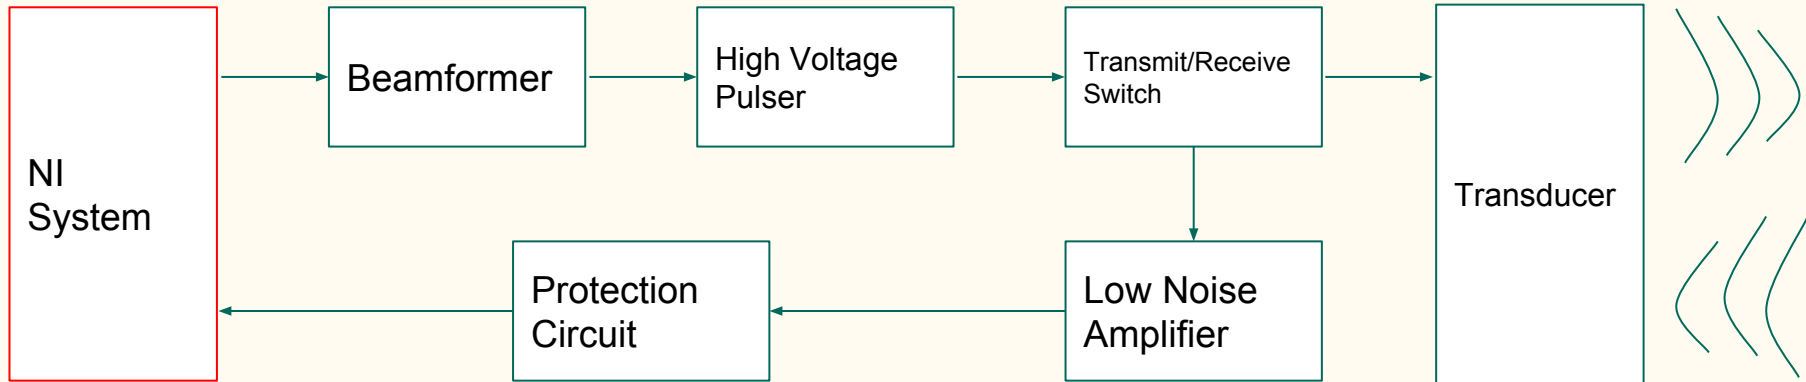 NI
System
Beamformer
High Voltage
Pulser
Transmit/Receive
Switch
Transducer
Protection
Circuit
Low Noise
Amplifier